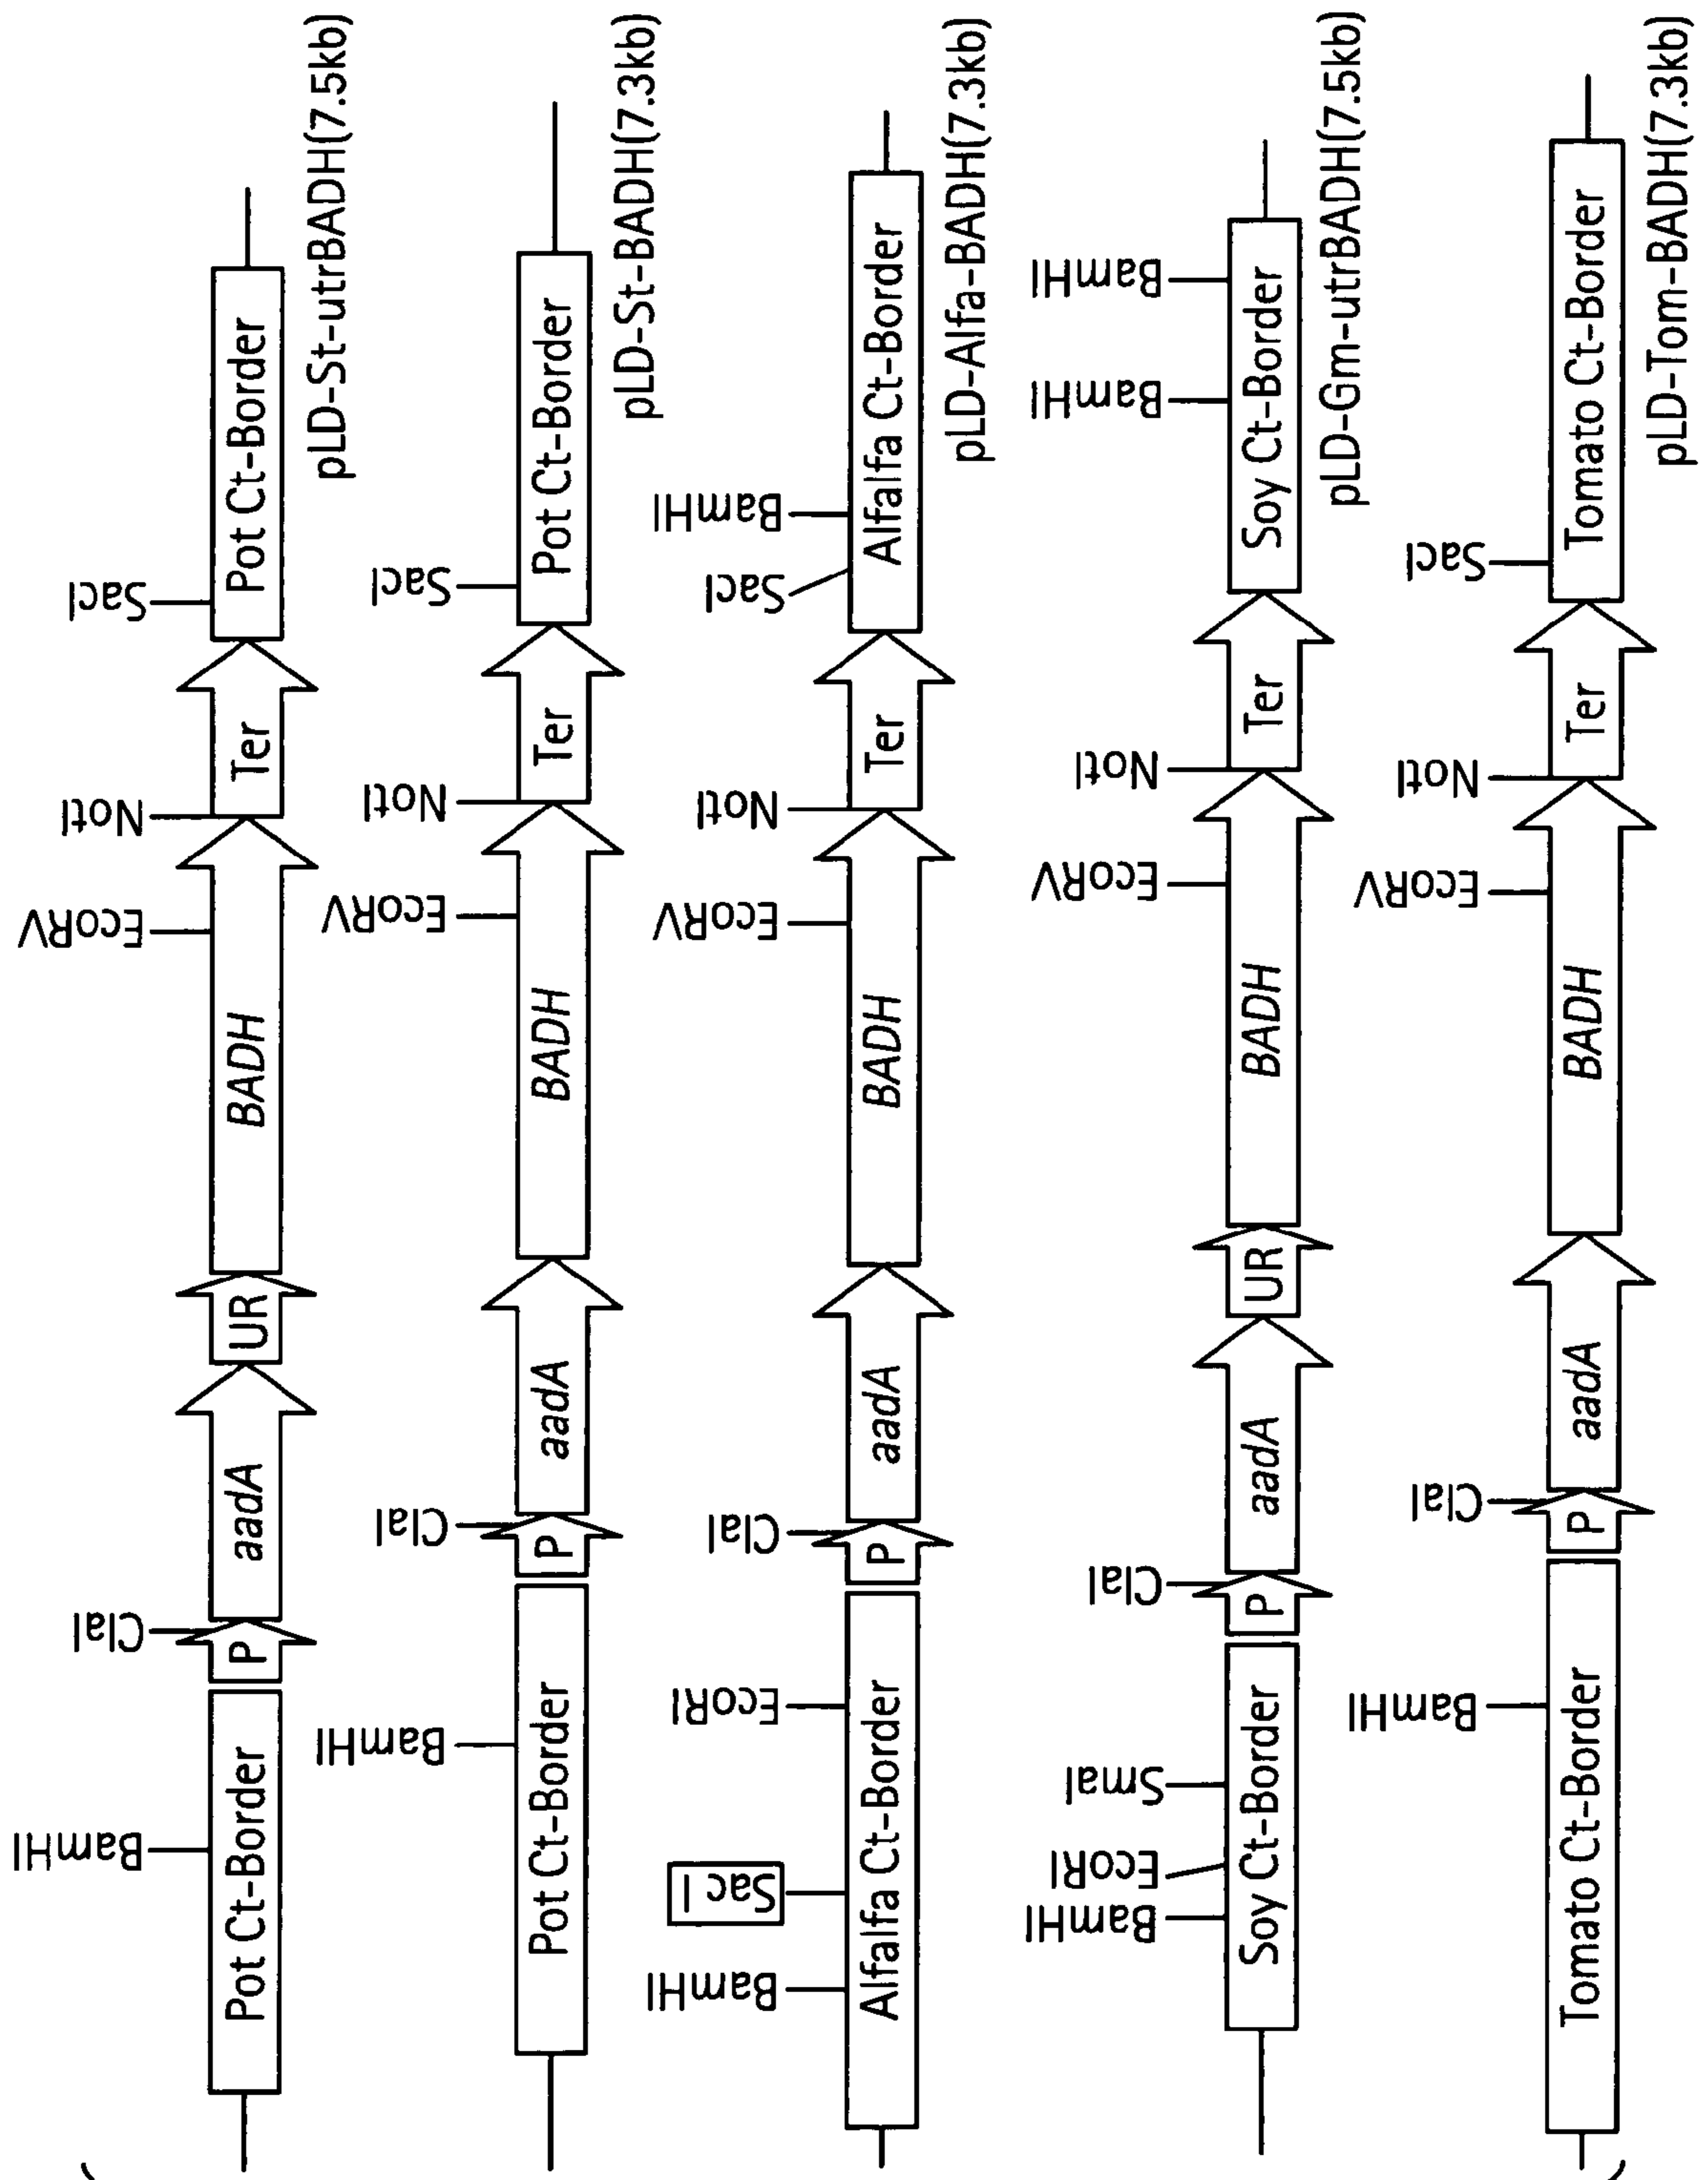 BamHI ClaI EcoRV NotI SacI
Pot Ct-Border P aadA UR BADH Ter Pot Ct-Border
pLD-St-utrBADH(7.5kb)
BamHI ClaI EcoRV NotI SacI
Pot Ct-Border P aadA BADH Ter Pot Ct-Border
pLD-St-BADH(7.3kb)
BamHI Sac I EcoRI ClaI EcoRV NotI SacI BamHI
Alfalfa Ct-Border P aadA BADH Ter Alfalfa Ct-Border
pLD-Alfa-BADH(7.3kb)
BamHI EcoRI SmaI ClaI EcoRV NotI BamHI BamHI
Soy Ct-Border P aadA UR BADH Ter Soy Ct-Border
pLD-Gm-utrBADH(7.5kb)
BamHI ClaI EcoRV NotI SacI
Tomato Ct-Border P aadA BADH Ter Tomato Ct-Border
pLD-Tom-BADH(7.3kb)